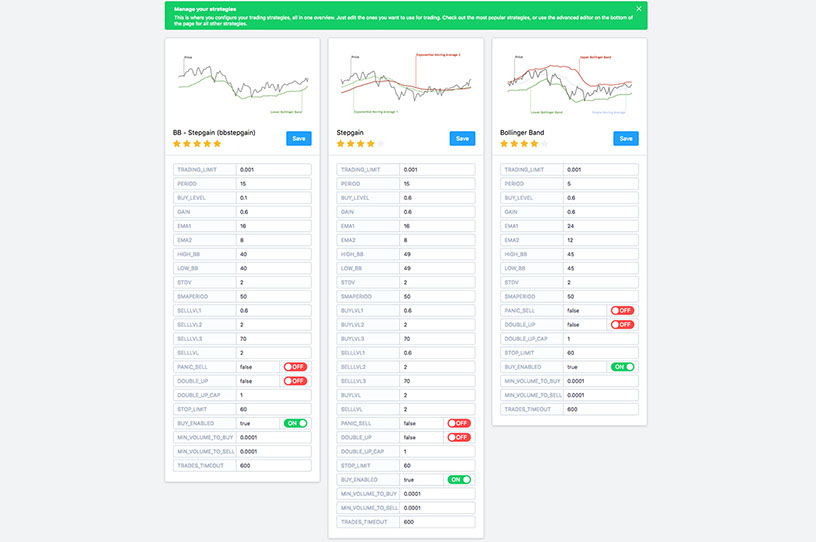 Manage your strategies
This is where you configure your trading strategies, all in one overview. Just edit the ones you want to use for trading. Check out the most popular strategies, or use the advanced editor on the bottom of
the page for all other strategies.
Price
Lower Bollinger Band
BB - Stepgain (bbstepgain)
Save
TRADING_LIMIT 0.001
PERIOD 15
BUY_LEVEL 0.1
GAIN 0.6
EMA1 16
EMA2 8
HIGH_BB 40
LOW_BB 40
STDV 2
SMAPERIOD 50
SELLLVL1 0.6
SELLLVL2 2
SELLLVL3 70
SELLLVL 2
PANIC_SELL false OFF
DOUBLE_UP false OFF
DOUBLE_UP_CAP 1
STOP_LIMIT 60
BUY_ENABLED true ON
MIN_VOLUME_TO_BUY 0.0001
MIN_VOLUME_TO_SELL 0.0001
TRADES_TIMEOUT 600
Price
Exponential Moving Average 2
Exponential Moving Average 1
Stepgain
Save
TRADING_LIMIT 0.001
PERIOD 15
BUY_LEVEL 0.6
GAIN 0.6
EMA1 16
EMA2 8
HIGH_BB 49
LOW_BB 49
STDV 2
SMAPERIOD 50
BUYLVL1 0.6
BUYLVL2 2
BUYLVL3 70
SELLLVL1 0.6
SELLLVL2 2
SELLLVL3 70
BUYLVL 2
SELLLVL 2
PANIC_SELL false OFF
DOUBLE_UP false OFF
DOUBLE_UP_CAP 1
STOP_LIMIT 60
BUY_ENABLED true ON
MIN_VOLUME_TO_BUY 0.0001
MIN_VOLUME_TO_SELL 0.0001
TRADES_TIMEOUT 600
Price
Upper Bollinger Band
Lower Bollinger Band
Simple Moving Average
Bollinger Band
Save
TRADING_LIMIT 0.001
PERIOD 5
BUY_LEVEL 0.6
GAIN 0.6
EMA1 24
EMA2 12
HIGH_BB 45
LOW_BB 45
STDV 2
SMAPERIOD 50
PANIC_SELL false OFF
DOUBLE_UP false OFF
DOUBLE_UP_CAP 1
STOP_LIMIT 60
BUY_ENABLED true ON
MIN_VOLUME_TO_BUY 0.0001
MIN_VOLUME_TO_SELL 0.0001
TRADES_TIMEOUT 600